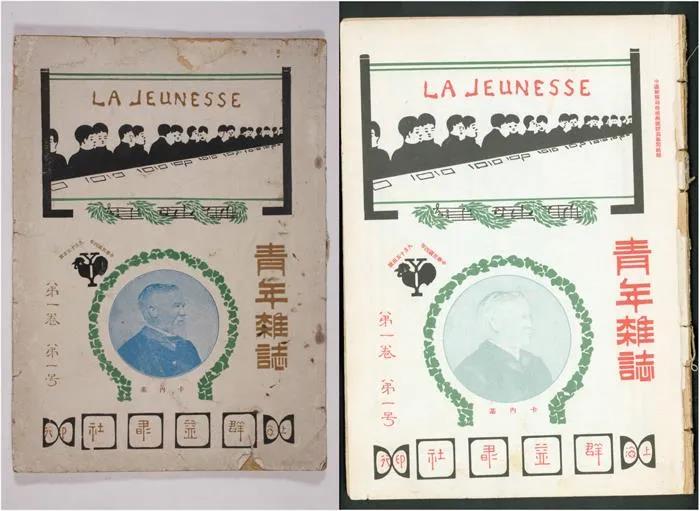 LA JEUNESSE
青年雜誌
第一卷 第一号
卡內基
上海 群益書社 印行
LA JEUNESSE
青年雜誌
第一卷 第一号
卡內基
上海 群益書社 印行